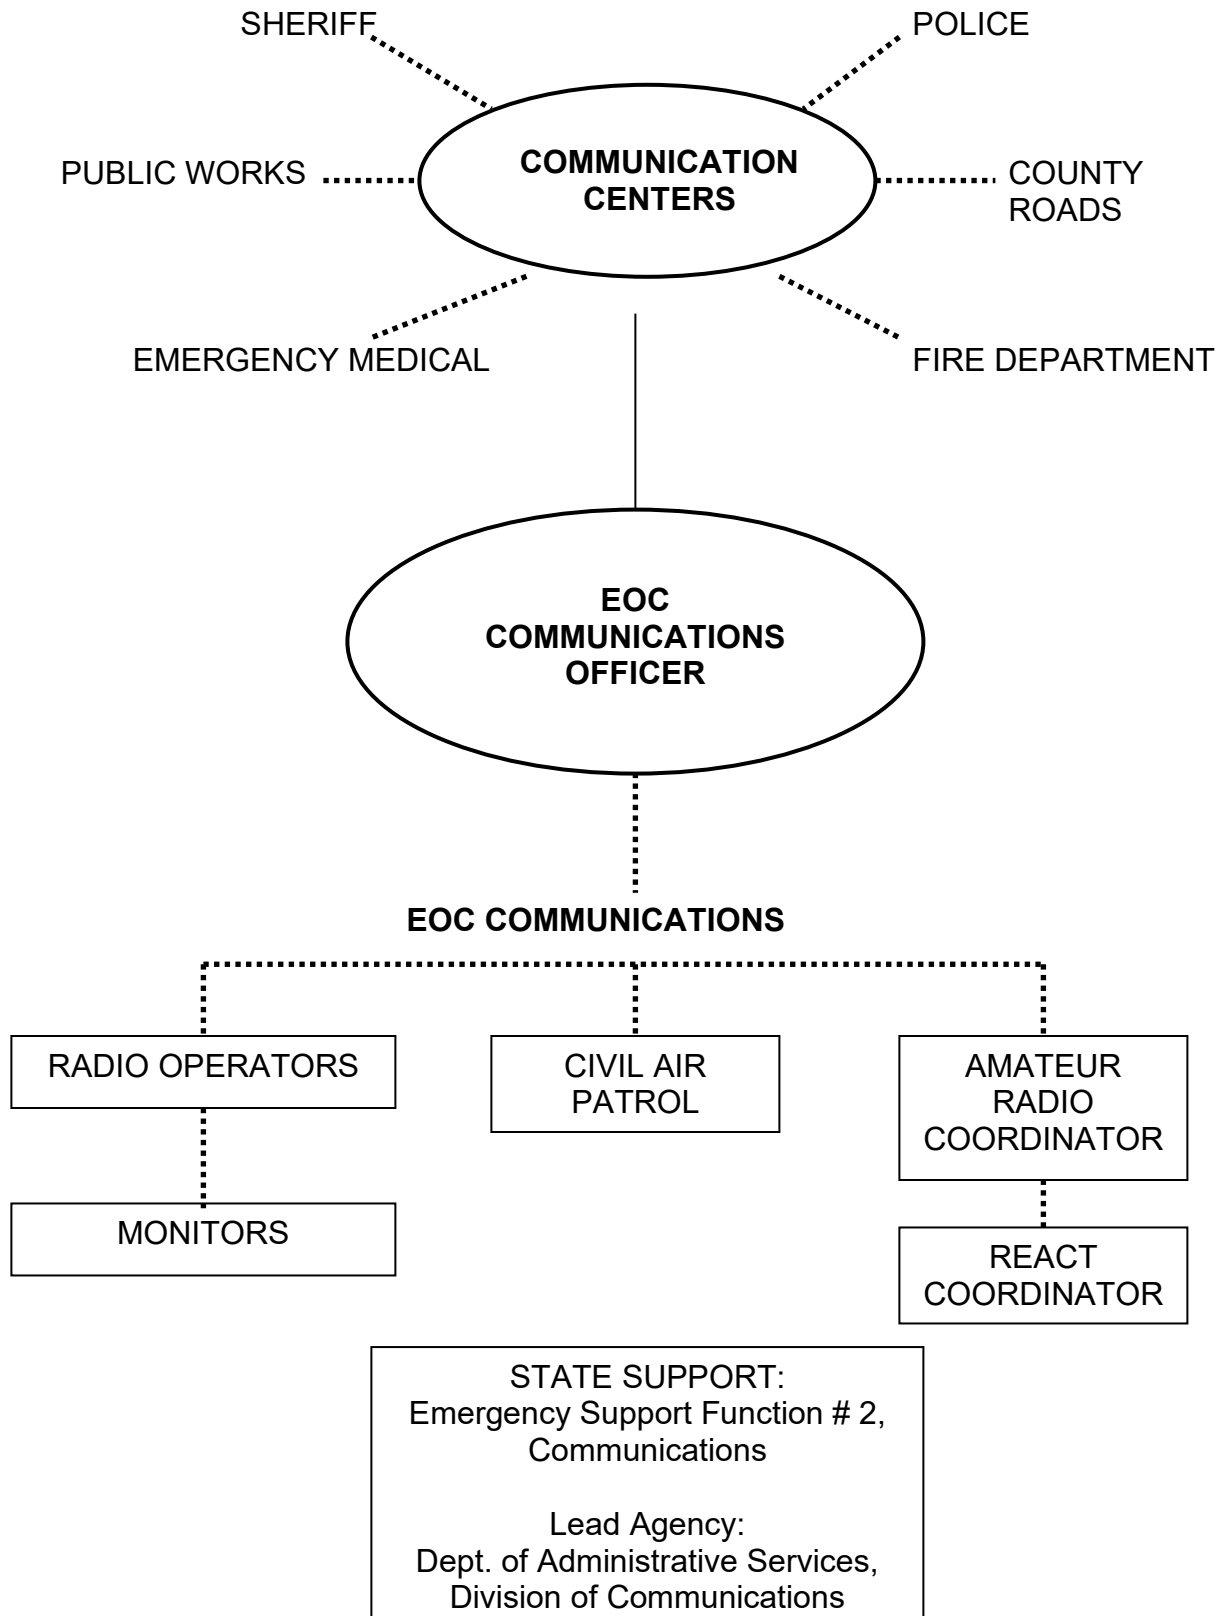 SHERIFF
POLICE
COMMUNICATION
CENTERS
PUBLIC WORKS
COUNTY
ROADS
EMERGENCY MEDICAL
FIRE DEPARTMENT
EOC
COMMUNICATIONS
OFFICER
EOC COMMUNICATIONS
RADIO OPERATORS
CIVIL AIR
PATROL
AMATEUR
RADIO
COORDINATOR
MONITORS
REACT
COORDINATOR
STATE SUPPORT:
Emergency Support Function # 2,
Communications
Lead Agency:
Dept. of Administrative Services,
Division of Communications